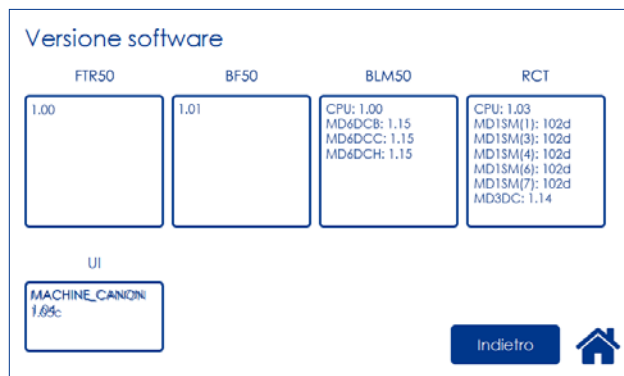 Versione software
FTR50
BF50
BLM50
RCT
1.00
1.01
CPU: 1.00
MD6DCB: 1.15
MD6DCC: 1.15
MD6DCH: 1.15
CPU: 1.03
MD1SM(1): 102d
MD1SM(3): 102d
MD1SM(4): 102d
MD1SM(6): 102d
MD1SM(7): 102d
MD3DC: 1.14
UI
Indietro